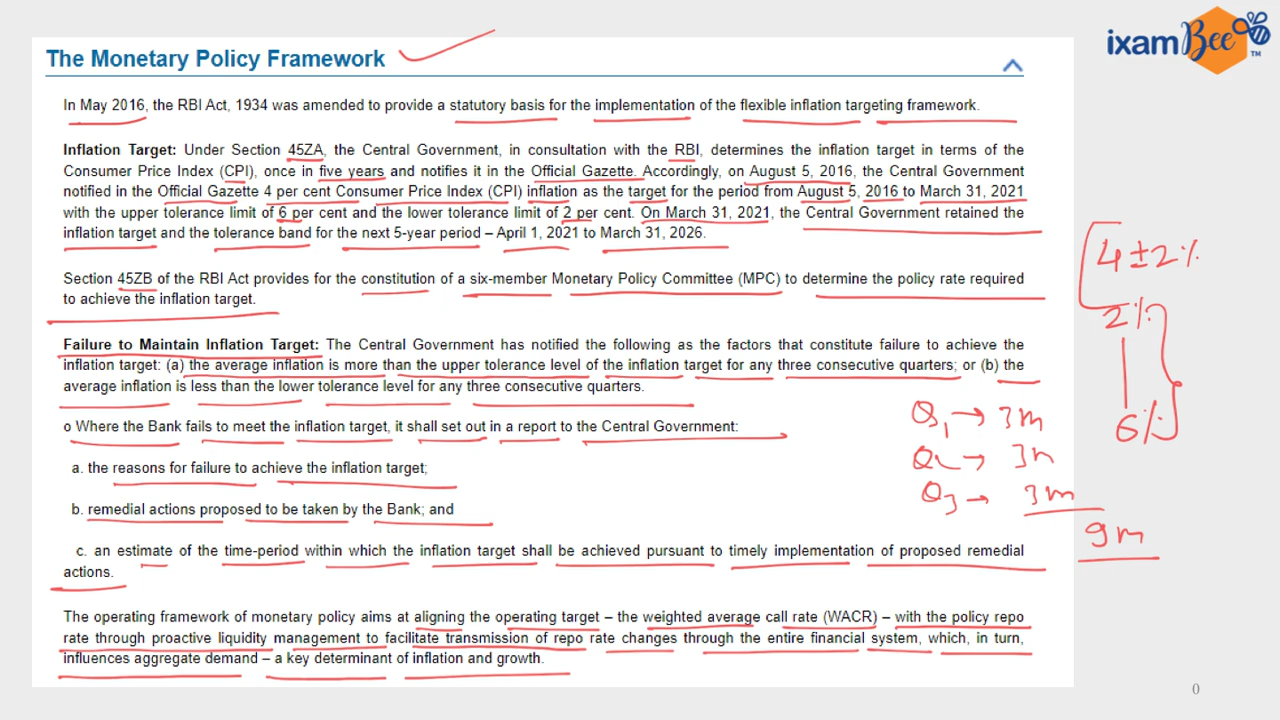 ixamBee
TM
The Monetary Policy Framework
In May 2016, the RBI Act, 1934 was amended to provide a statutory basis for the implementation of the flexible inflation targeting framework.
Inflation Target: Under Section 45ZA, the Central Government, in consultation with the RBI, determines the inflation target in terms of the
Consumer Price Index (CPI), once in five years and notifies it in the Official Gazette. Accordingly, on August 5, 2016, the Central Government
notified in the Official Gazette 4 per cent Consumer Price Index (CPI) inflation as the target for the period from August 5, 2016 to March 31, 2021
with the upper tolerance limit of 6 per cent and the lower tolerance limit of 2 per cent. On March 31, 2021, the Central Government retained the
inflation target and the tolerance band for the next 5-year period – April 1, 2021 to March 31, 2026.
Section 45ZB of the RBI Act provides for the constitution of a six-member Monetary Policy Committee (MPC) to determine the policy rate required
to achieve the inflation target.
Failure to Maintain Inflation Target: The Central Government has notified the following as the factors that constitute failure to achieve the
inflation target: (a) the average inflation is more than the upper tolerance level of the inflation target for any three consecutive quarters; or (b) the
average inflation is less than the lower tolerance level for any three consecutive quarters.
o Where the Bank fails to meet the inflation target, it shall set out in a report to the Central Government:
a. the reasons for failure to achieve the inflation target;
b. remedial actions proposed to be taken by the Bank; and
c. an estimate of the time-period within which the inflation target shall be achieved pursuant to timely implementation of proposed remedial
actions.
The operating framework of monetary policy aims at aligning the operating target – the weighted average call rate (WACR) – with the policy repo
rate through proactive liquidity management to facilitate transmission of repo rate changes through the entire financial system, which, in turn,
influences aggregate demand – a key determinant of inflation and growth.
4 ± 2 %
2 %
6 %
Q1 → 3m
Q2 → 3m
Q3 → 3m
9m
0